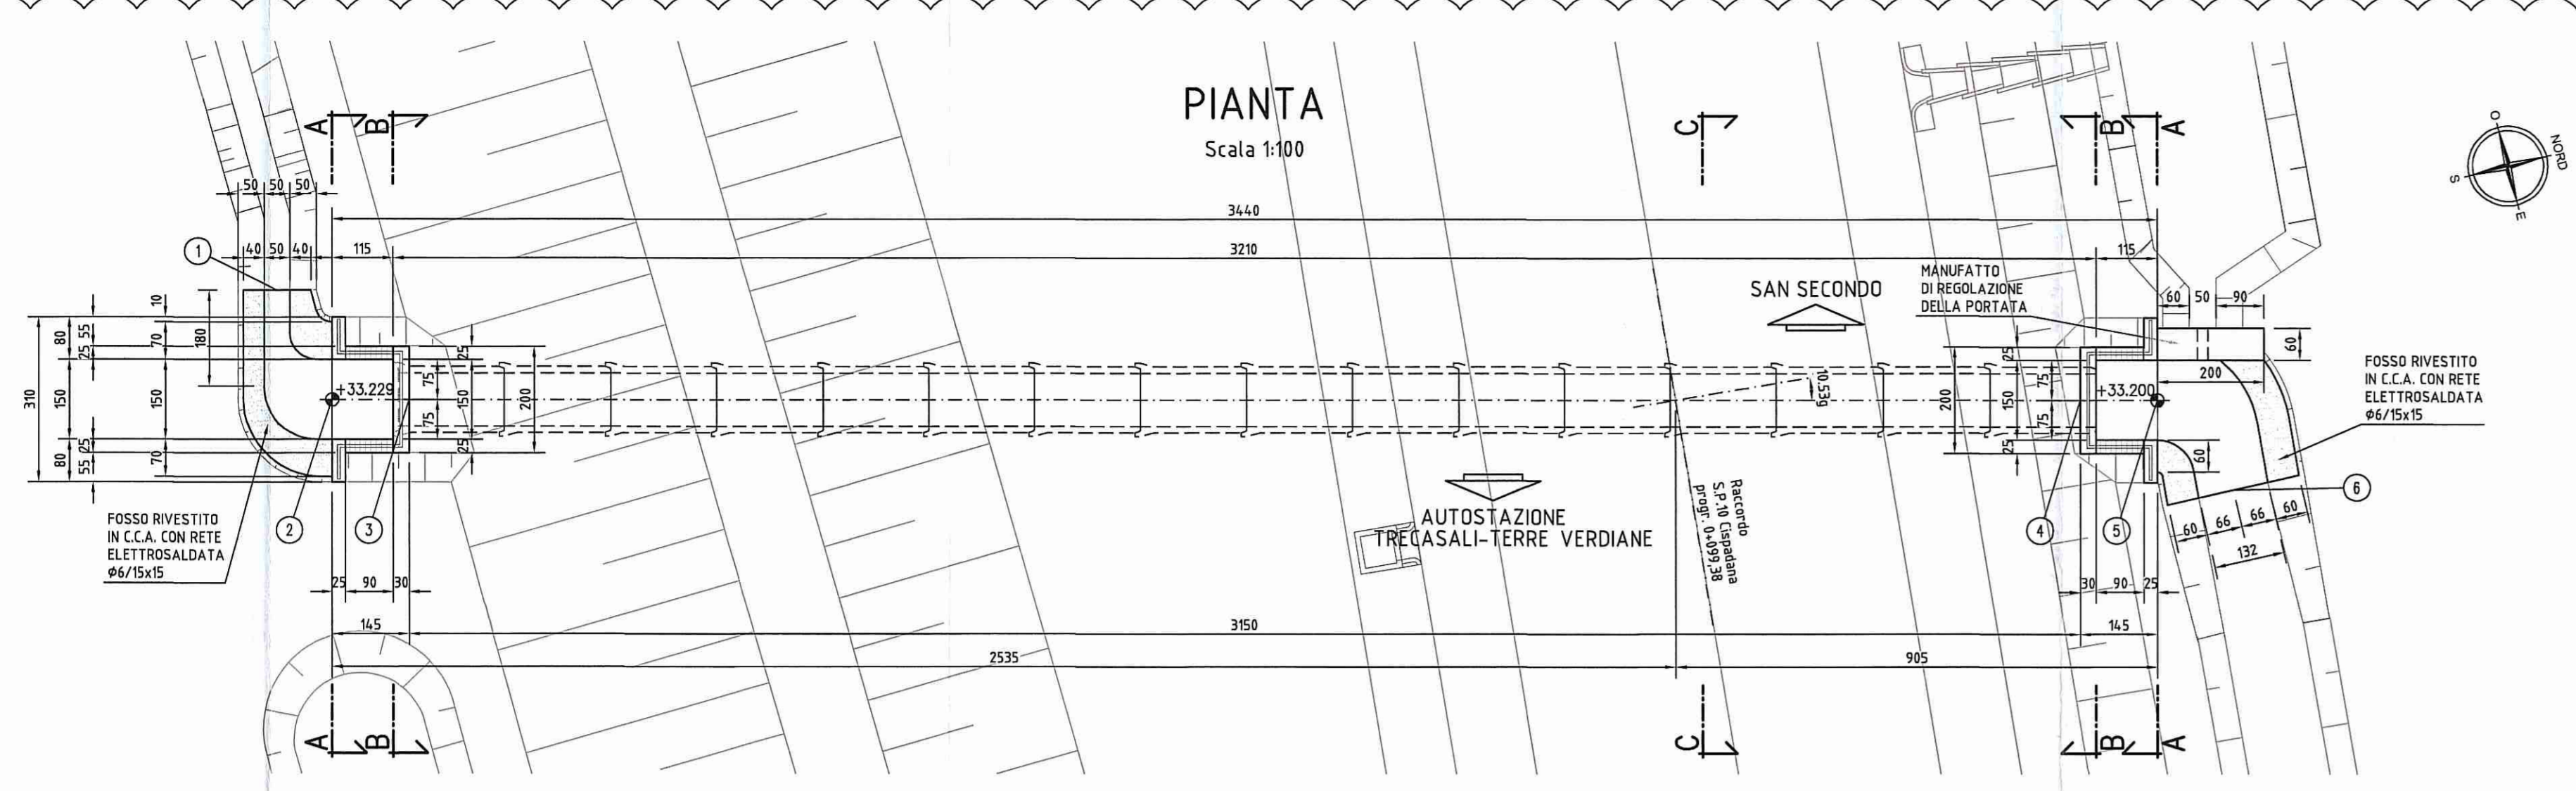 PIANTA
Scala 1:100
A
B
C
B
A
O
NORD
S
E
50 50 50
3440
1
40 50 40 115
3210
115
MANUFATTO
DI REGOLAZIONE
DELLA PORTATA
60 50 90
SAN SECONDO
310
80
150
80
55
25
25
55
10
70
150
70
180
+33.229
25
75
75
25
150
200
10.53g
200
25
75
75
25
150
+33.200
200
60
60
FOSSO RIVESTITO
IN C.C.A. CON RETE
ELETTROSALDATA
ϕ6/15x15
6
60 66 66 60
132
FOSSO RIVESTITO
IN C.C.A. CON RETE
ELETTROSALDATA
ϕ6/15x15
2
3
AUTOSTAZIONE
TRECASALI-TERRE VERDIANE
Raccordo
S.P.10 Cispadana
progr. 0+099,38
4
5
25 90 30
30 90 25
145
3150
145
2535
905
A
B
C
B
A